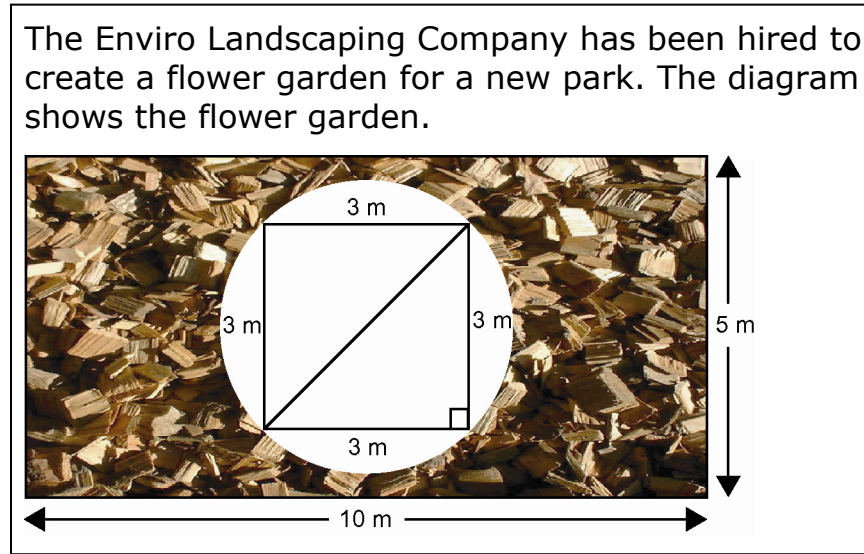 The Enviro Landscaping Company has been hired to
create a flower garden for a new park. The diagram
shows the flower garden.
3 m
3 m
3 m
5 m
3 m
10 m